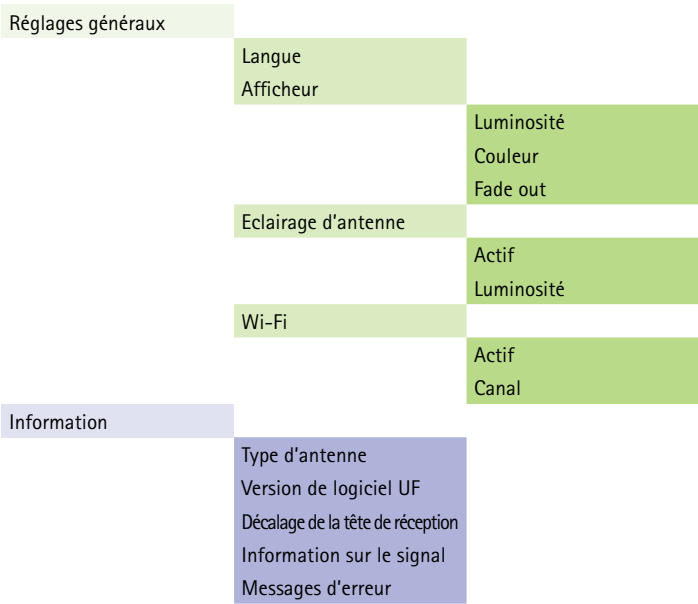 Réglages généraux
Langue
Afficheur
Luminosité
Couleur
Fade out
Eclairage d'antenne
Actif
Luminosité
Wi-Fi
Actif
Canal
Information
Type d'antenne
Version de logiciel UF
Décalage de la tête de réception
Information sur le signal
Messages d'erreur